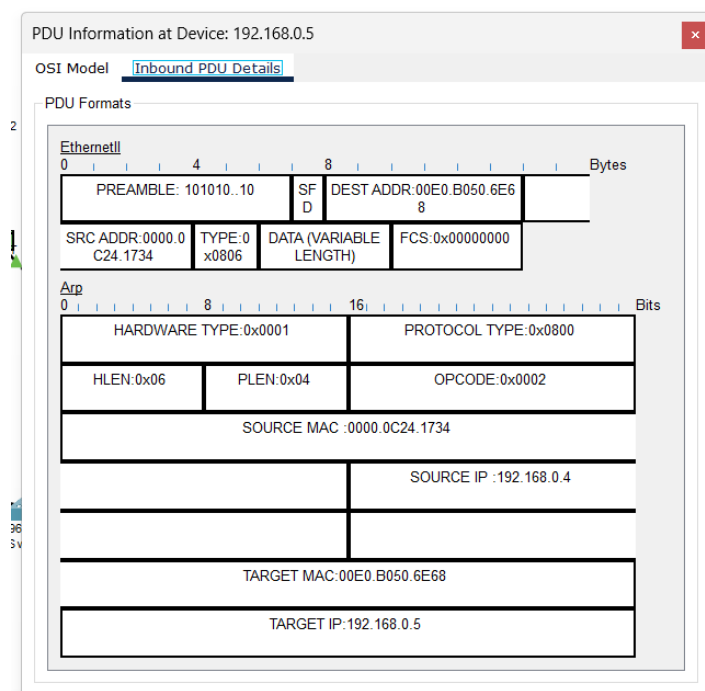 PDU Information at Device: 192.168.0.5
×
OSI Model Inbound PDU Details
PDU Formats
2
EthernetII
0 4 8 Bytes
PREAMBLE: 101010..10
SF
D
DEST ADDR:00E0.B050.6E6
8
SRC ADDR:0000.0
C24.1734
TYPE:0
x0806
DATA (VARIABLE
LENGTH)
FCS:0x00000000
Arp
0 8 16 Bits
HARDWARE TYPE:0x0001 PROTOCOL TYPE:0x0800
HLEN:0x06 PLEN:0x04 OPCODE:0x0002
SOURCE MAC :0000.0C24.1734
SOURCE IP :192.168.0.4
TARGET MAC:00E0.B050.6E68
TARGET IP:192.168.0.5